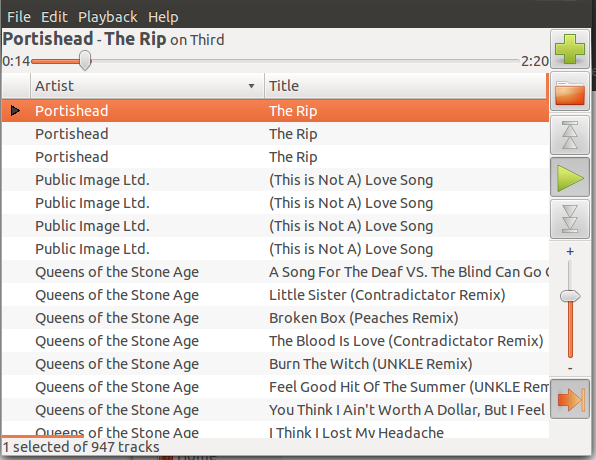 File Edit Playback Help
Portishead - The Rip on Third
0:14 2:20
Artist Title
Portishead The Rip
Portishead The Rip
Portishead The Rip
Public Image Ltd. (This is Not A) Love Song
Public Image Ltd. (This is Not A) Love Song
Public Image Ltd. (This is Not A) Love Song
Public Image Ltd. (This is Not A) Love Song
Queens of the Stone Age A Song For The Deaf VS. The Blind Can Go
Queens of the Stone Age Little Sister (Contradictator Remix)
Queens of the Stone Age Broken Box (Peaches Remix)
Queens of the Stone Age The Blood Is Love (Contradictator Remix)
Queens of the Stone Age Burn The Witch (UNKLE Remix)
Queens of the Stone Age Feel Good Hit Of The Summer (UNKLE Rem
Queens of the Stone Age You Think I Ain't Worth A Dollar, But I Feel
Queens of the Stone Age I Think I Lost My Headache
+
-
1 selected of 947 tracks